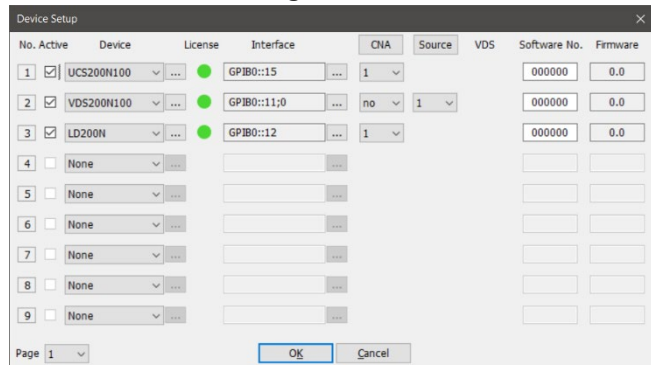 Device Setup ×
No. Active Device License Interface CNA Source VDS Software No. Firmware
1 UCS200N100 ... GPIB0::15 ... 1 000000 0.0
2 VDS200N100 ... GPIB0::11;0 ... no 1 000000 0.0
3 LD200N ... GPIB0::12 ... 1 000000 0.0
4 None ... ...
5 None ... ...
6 None ... ...
7 None ... ...
8 None ... ...
9 None ... ...
Page 1 OK Cancel